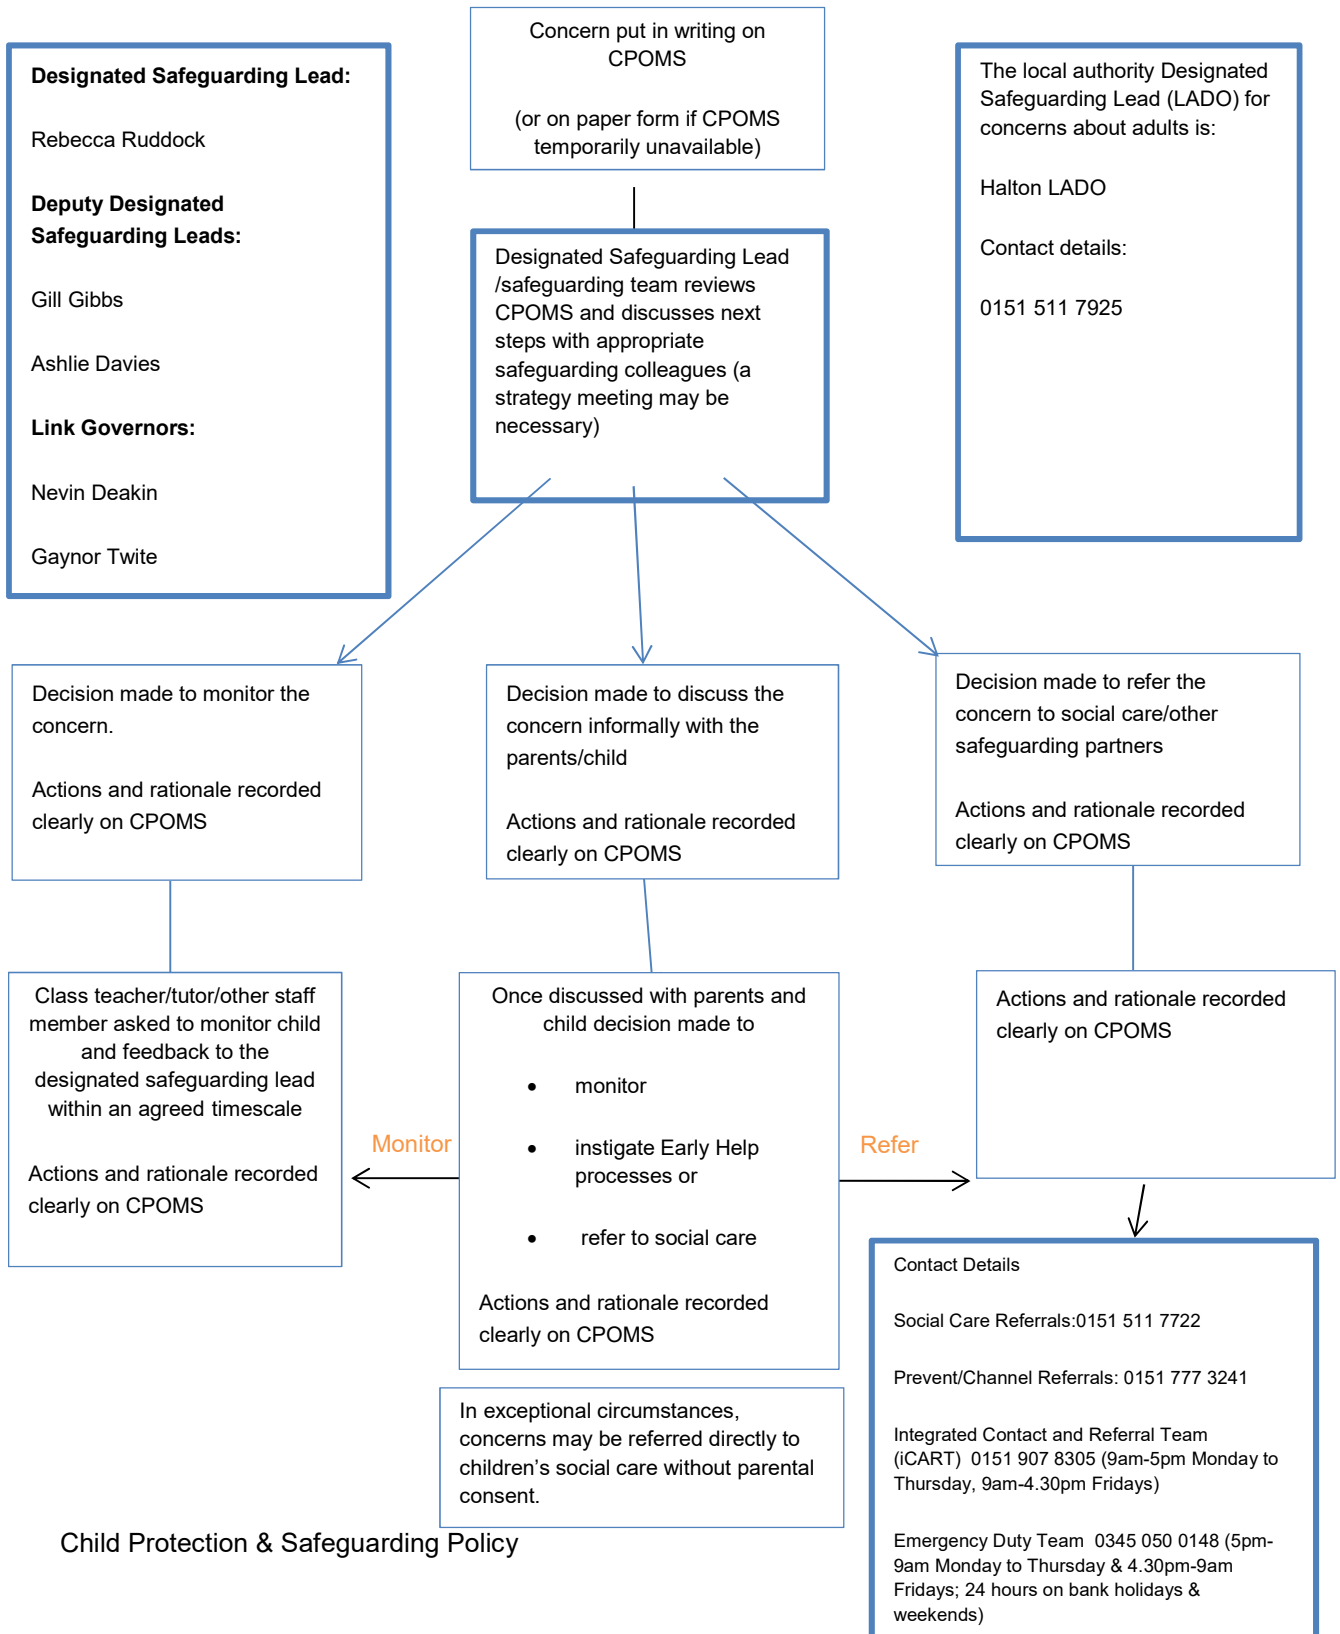 Concern put in writing on
CPOMS
(or on paper form if CPOMS
temporarily unavailable)
Designated Safeguarding Lead:
Rebecca Ruddock
Deputy Designated
Safeguarding Leads:
Gill Gibbs
Ashlie Davies
Link Governors:
Nevin Deakin
Gaynor Twite
The local authority Designated
Safeguarding Lead (LADO) for
concerns about adults is:
Halton LADO
Contact details:
0151 511 7925
Designated Safeguarding Lead
/safeguarding team reviews
CPOMS and discusses next
steps with appropriate
safeguarding colleagues (a
strategy meeting may be
necessary)
Decision made to monitor the
concern.
Actions and rationale recorded
clearly on CPOMS
Decision made to discuss the
concern informally with the
parents/child
Actions and rationale recorded
clearly on CPOMS
Decision made to refer the
concern to social care/other
safeguarding partners
Actions and rationale recorded
clearly on CPOMS
Class teacher/tutor/other staff
member asked to monitor child
and feedback to the
designated safeguarding lead
within an agreed timescale
Actions and rationale recorded
clearly on CPOMS
Monitor
Once discussed with parents and
child decision made to
• monitor
• instigate Early Help
processes or
• refer to social care
Actions and rationale recorded
clearly on CPOMS
Refer
Actions and rationale recorded
clearly on CPOMS
In exceptional circumstances,
concerns may be referred directly to
children’s social care without parental
consent.
Contact Details
Social Care Referrals:0151 511 7722
Prevent/Channel Referrals: 0151 777 3241
Integrated Contact and Referral Team
(iCART) 0151 907 8305 (9am-5pm Monday to
Thursday, 9am-4.30pm Fridays)
Emergency Duty Team 0345 050 0148 (5pm-
9am Monday to Thursday & 4.30pm-9am
Fridays; 24 hours on bank holidays &
weekends)
Child Protection & Safeguarding Policy